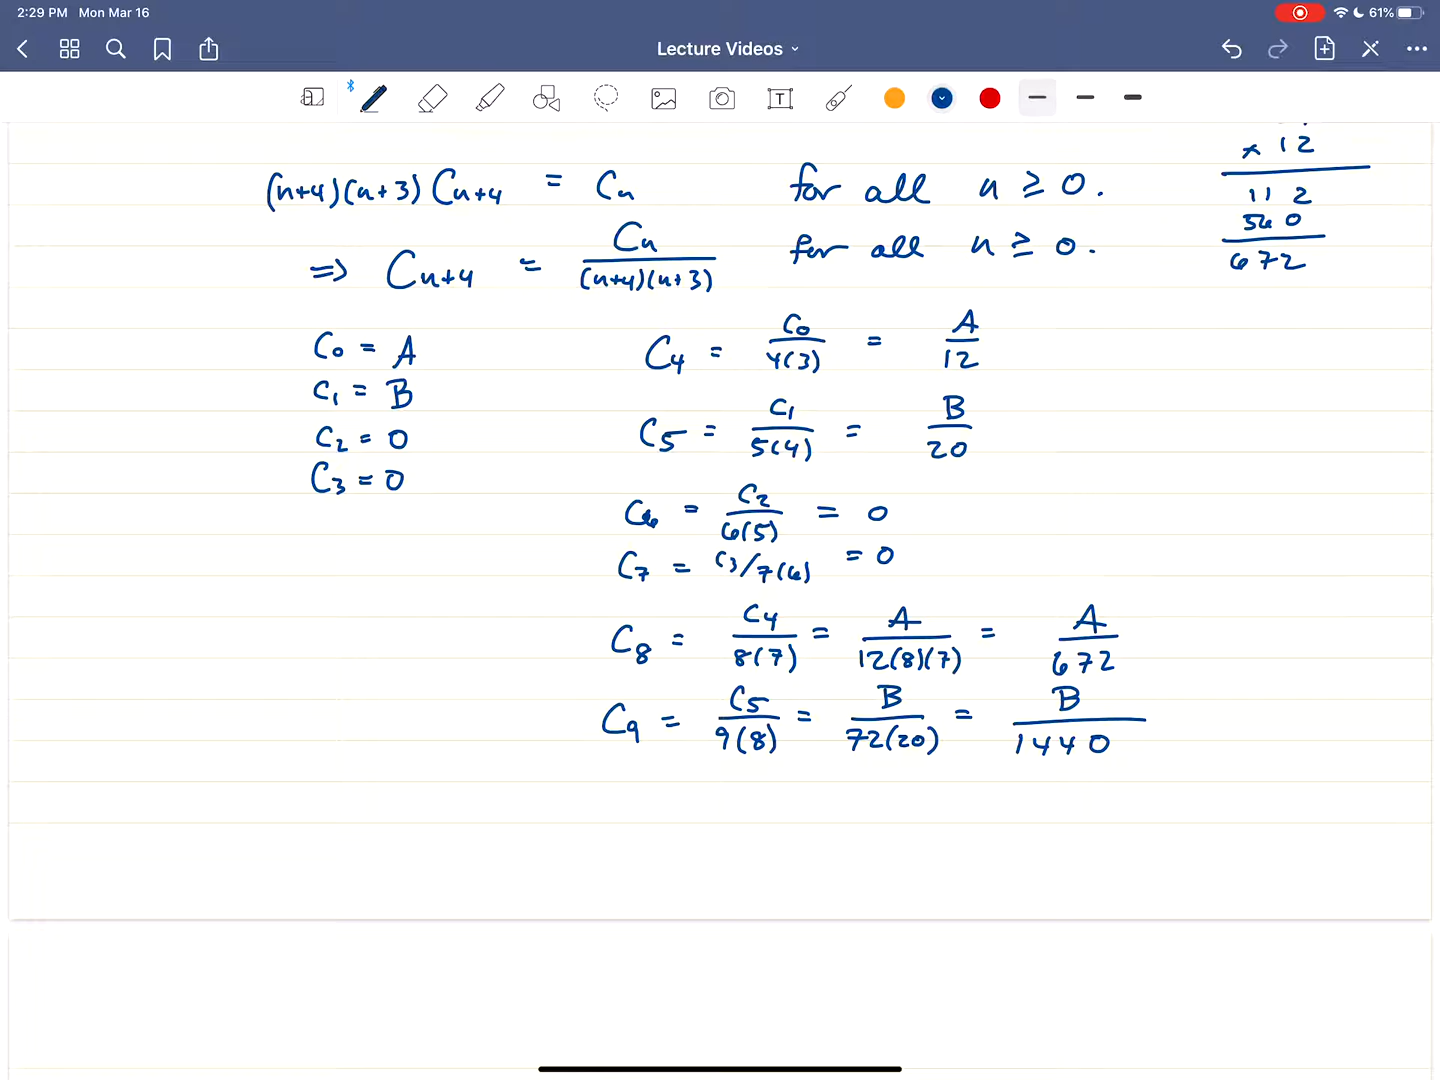 2:29 PM Mon Mar 16
61%
Lecture Videos
a
T
× 12
112
560
672
(n+4)(n+3) Cn+4 = Cn for all n ≥ 0.
⇒ Cn+4 = Cn / (n+4)(n+3) for all n ≥ 0.
C0 = A
C1 = B
C2 = 0
C3 = 0
C4 = C0 / 4(3) = A / 12
C5 = C1 / 5(4) = B / 20
C6 = C2 / 6(5) = 0
C7 = C3/7(6) = 0
C8 = C4 / 8(7) = A / 12(8)(7) = A / 672
C9 = C5 / 9(8) = B / 72(20) = B / 1440